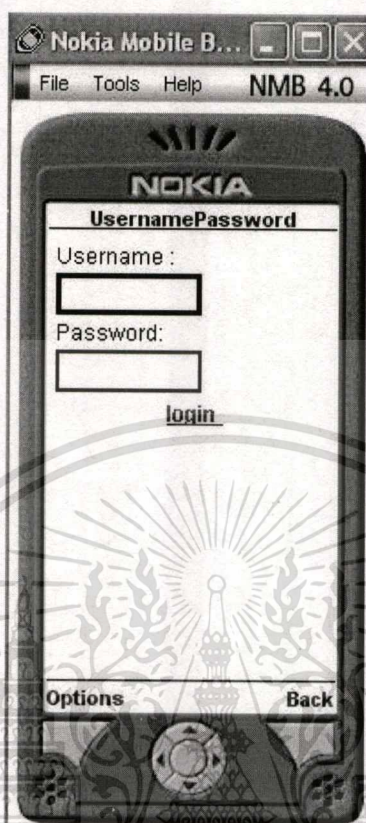 Nokia Mobile B...
File Tools Help NMB 4.0
NOKIA
UsernamePassword
Username :
Password:
login
Options Back